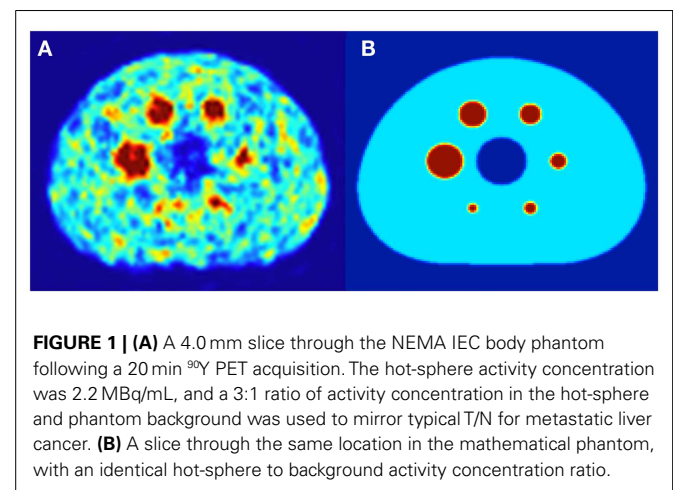 A
B
FIGURE 1 | (A) A 4.0 mm slice through the NEMA IEC body phantom
following a 20 min ⁹⁰Y PET acquisition. The hot-sphere activity concentration
was 2.2 MBq/mL, and a 3:1 ratio of activity concentration in the hot-sphere
and phantom background was used to mirror typical T/N for metastatic liver
cancer. (B) A slice through the same location in the mathematical phantom,
with an identical hot-sphere to background activity concentration ratio.